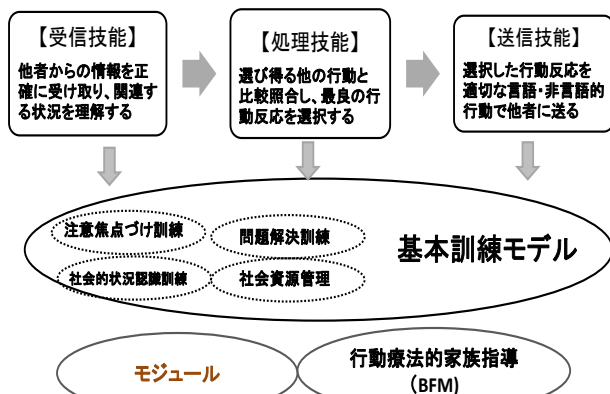 【受信技能】
他者からの情報を正
確に受け取り、関連す
る状況を理解する
【処理技能】
選び得る他の行動と
比較照合し、最良の行
動反応を選択する
【送信技能】
選択した行動反応を
適切な言語・非言語的
行動で他者に送る
注意焦点づけ訓練
問題解決訓練
社会的状況認識訓練
社会資源管理
基本訓練モデル
モジュール
行動療法的家族指導
（BFM)